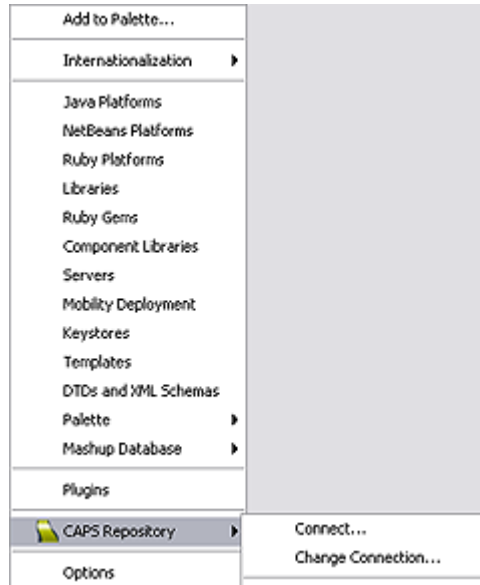 Add to Palette...
Internationalization
Java Platforms
NetBeans Platforms
Ruby Platforms
Libraries
Ruby Gems
Component Libraries
Servers
Mobility Deployment
Keystores
Templates
DTDs and XML Schemas
Palette
Mashup Database
Plugins
CAPS Repository
Connect...
Change Connection...
Options